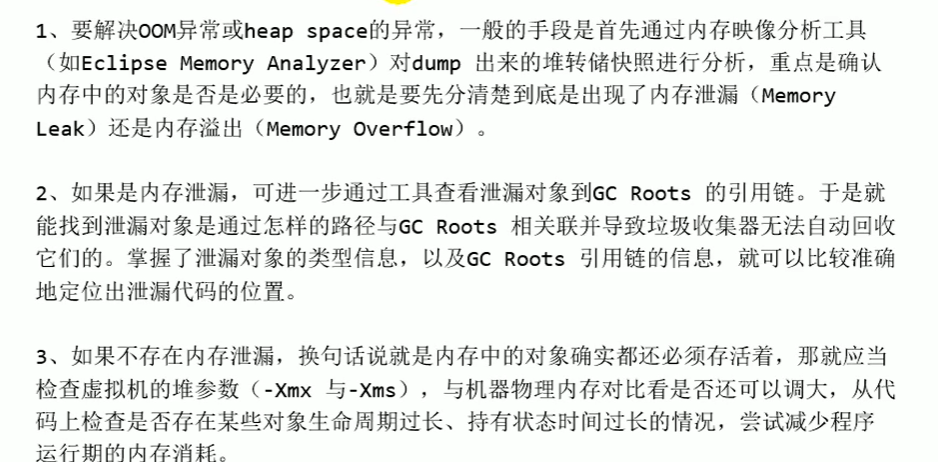 1、要解决OOM异常或heap space的异常，一般的手段是首先通过内存映像分析工具
（如Eclipse Memory Analyzer）对dump 出来的堆转储快照进行分析，重点是确认
内存中的对象是否是必要的，也就是要先分清楚到底是出现了内存泄漏（Memory
Leak）还是内存溢出（Memory Overflow）。
2、如果是内存泄漏，可进一步通过工具查看泄漏对象到GC Roots 的引用链。于是就
能找到泄漏对象是通过怎样的路径与GC Roots 相关联并导致垃圾收集器无法自动回收
它们的。掌握了泄漏对象的类型信息，以及GC Roots 引用链的信息，就可以比较准确
地定位出泄漏代码的位置。
3、如果不存在内存泄漏，换句话说就是内存中的对象确实都还必须存活着，那就应当
检查虚拟机的堆参数（-Xmx 与-Xms），与机器物理内存对比看是否还可以调大，从代
码上检查是否存在某些对象生命周期过长、持有状态时间过长的情况，尝试减少程序
运行期的内存消耗。